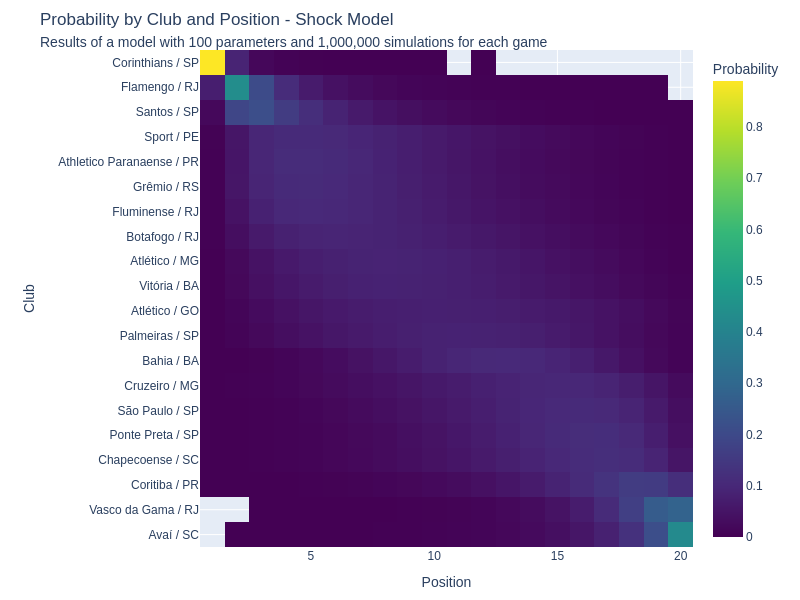 Probability by Club and Position - Shock Model
Results of a model with 100 parameters and 1,000,000 simulations for each game
Probability
Corinthians / SP
Flamengo / RJ
Santos / SP
Sport / PE
Athletico Paranaense / PR
Grêmio / RS
Fluminense / RJ
Botafogo / RJ
Atlético / MG
Vitória / BA
Atlético / GO
Palmeiras / SP
Bahia / BA
Cruzeiro / MG
São Paulo / SP
Ponte Preta / SP
Chapecoense / SC
Coritiba / PR
Vasco da Gama / RJ
Avaí / SC
Club
5
10
15
20
Position
0.8
0.7
0.6
0.5
0.4
0.3
0.2
0.1
0